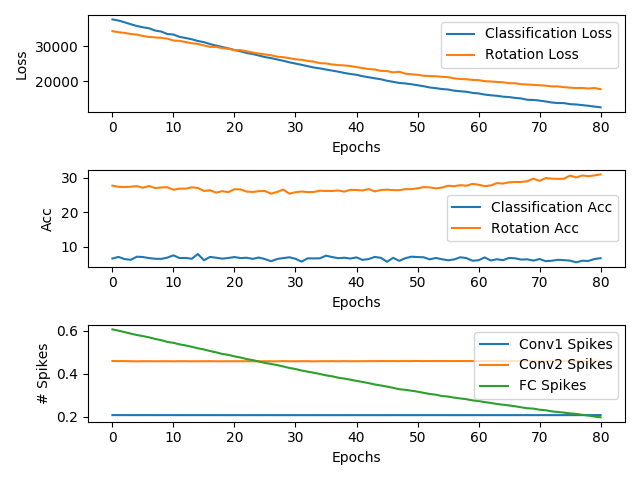 Loss
30000
20000
Classification Loss
Rotation Loss
0 10 20 30 40 50 60 70 80
Epochs
Acc
30
20
10
Classification Acc
Rotation Acc
0 10 20 30 40 50 60 70 80
Epochs
# Spikes
0.6
0.4
0.2
Conv1 Spikes
Conv2 Spikes
FC Spikes
0 10 20 30 40 50 60 70 80
Epochs